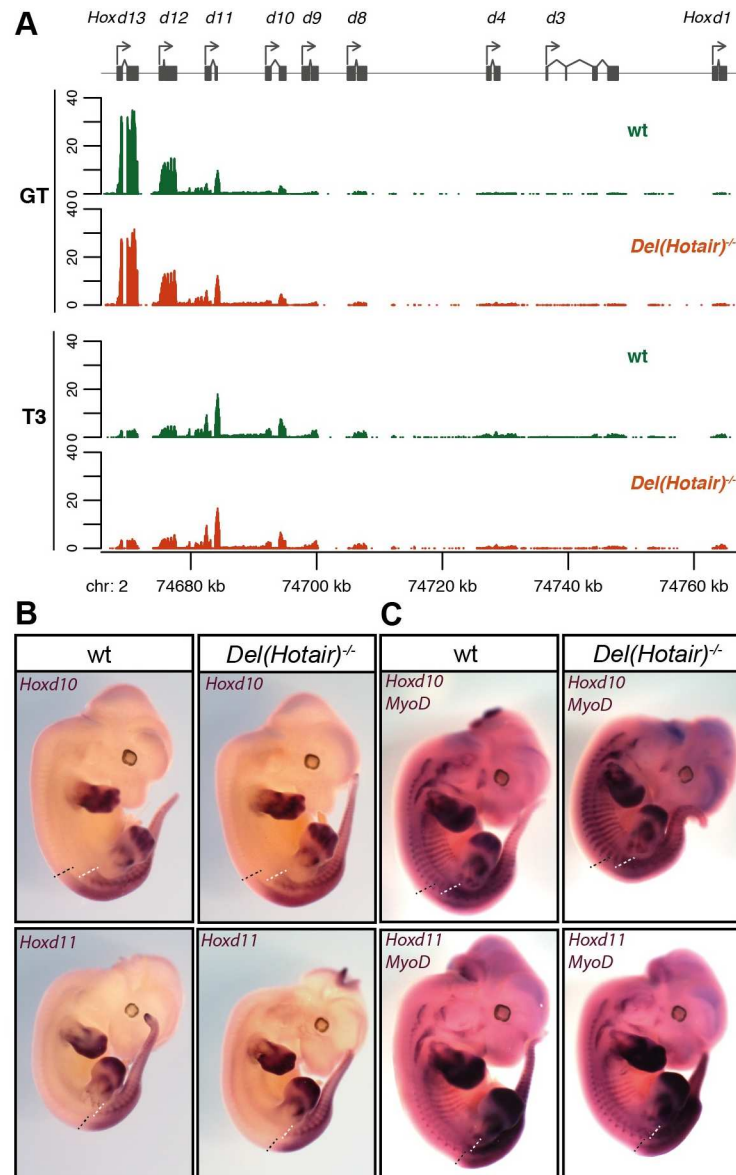 A
Hoxd13 d12 d11 d10 d9 d8 d4 d3 Hoxd1
GT
40
20
0
wt
40
20
0
Del(Hotair)-/-
T3
40
20
0
wt
40
20
0
Del(Hotair)-/-
chr: 2 74680 kb 74700 kb 74720 kb 74740 kb 74760 kb
B
wt Del(Hotair)-/-
Hoxd10 Hoxd10
Hoxd11 Hoxd11
C
wt Del(Hotair)-/-
Hoxd10 Hoxd10
MyoD MyoD
Hoxd11 Hoxd11
MyoD MyoD